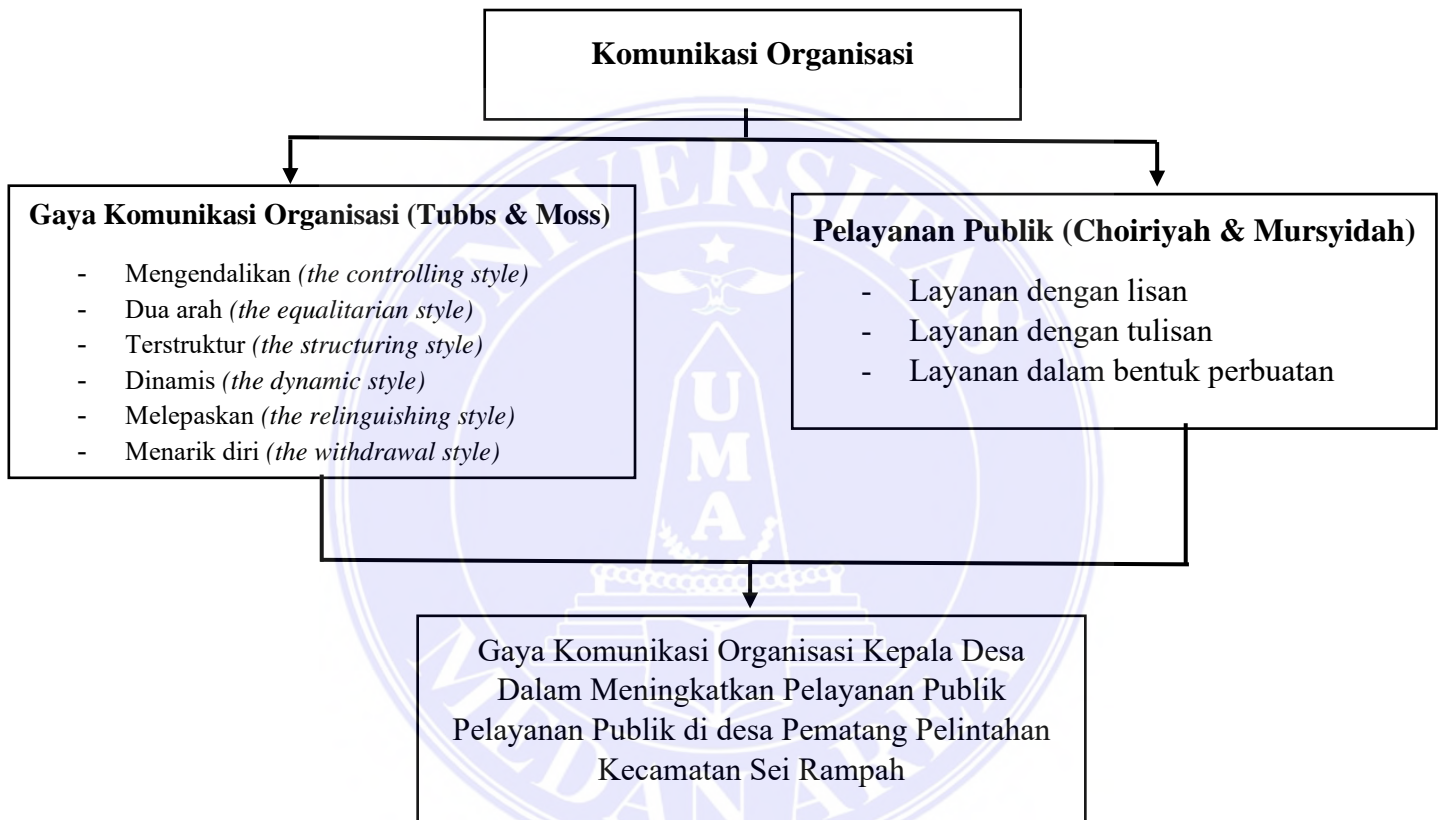 Komunikasi Organisasi
Gaya Komunikasi Organisasi (Tubbs & Moss)
- Mengendalikan (the controlling style)
- Dua arah (the equalitarian style)
- Terstruktur (the structuring style)
- Dinamis (the dynamic style)
- Melepaskan (the relinguishing style)
- Menarik diri (the withdrawal style)
Pelayanan Publik (Choiriyah & Mursyidah)
- Layanan dengan lisan
- Layanan dengan tulisan
- Layanan dalam bentuk perbuatan
Gaya Komunikasi Organisasi Kepala Desa
Dalam Meningkatkan Pelayanan Publik
Pelayanan Publik di desa Pematang Pelintahan
Kecamatan Sei Rampah
UNIVERSITAS
MEDAN AREA
U
M
A